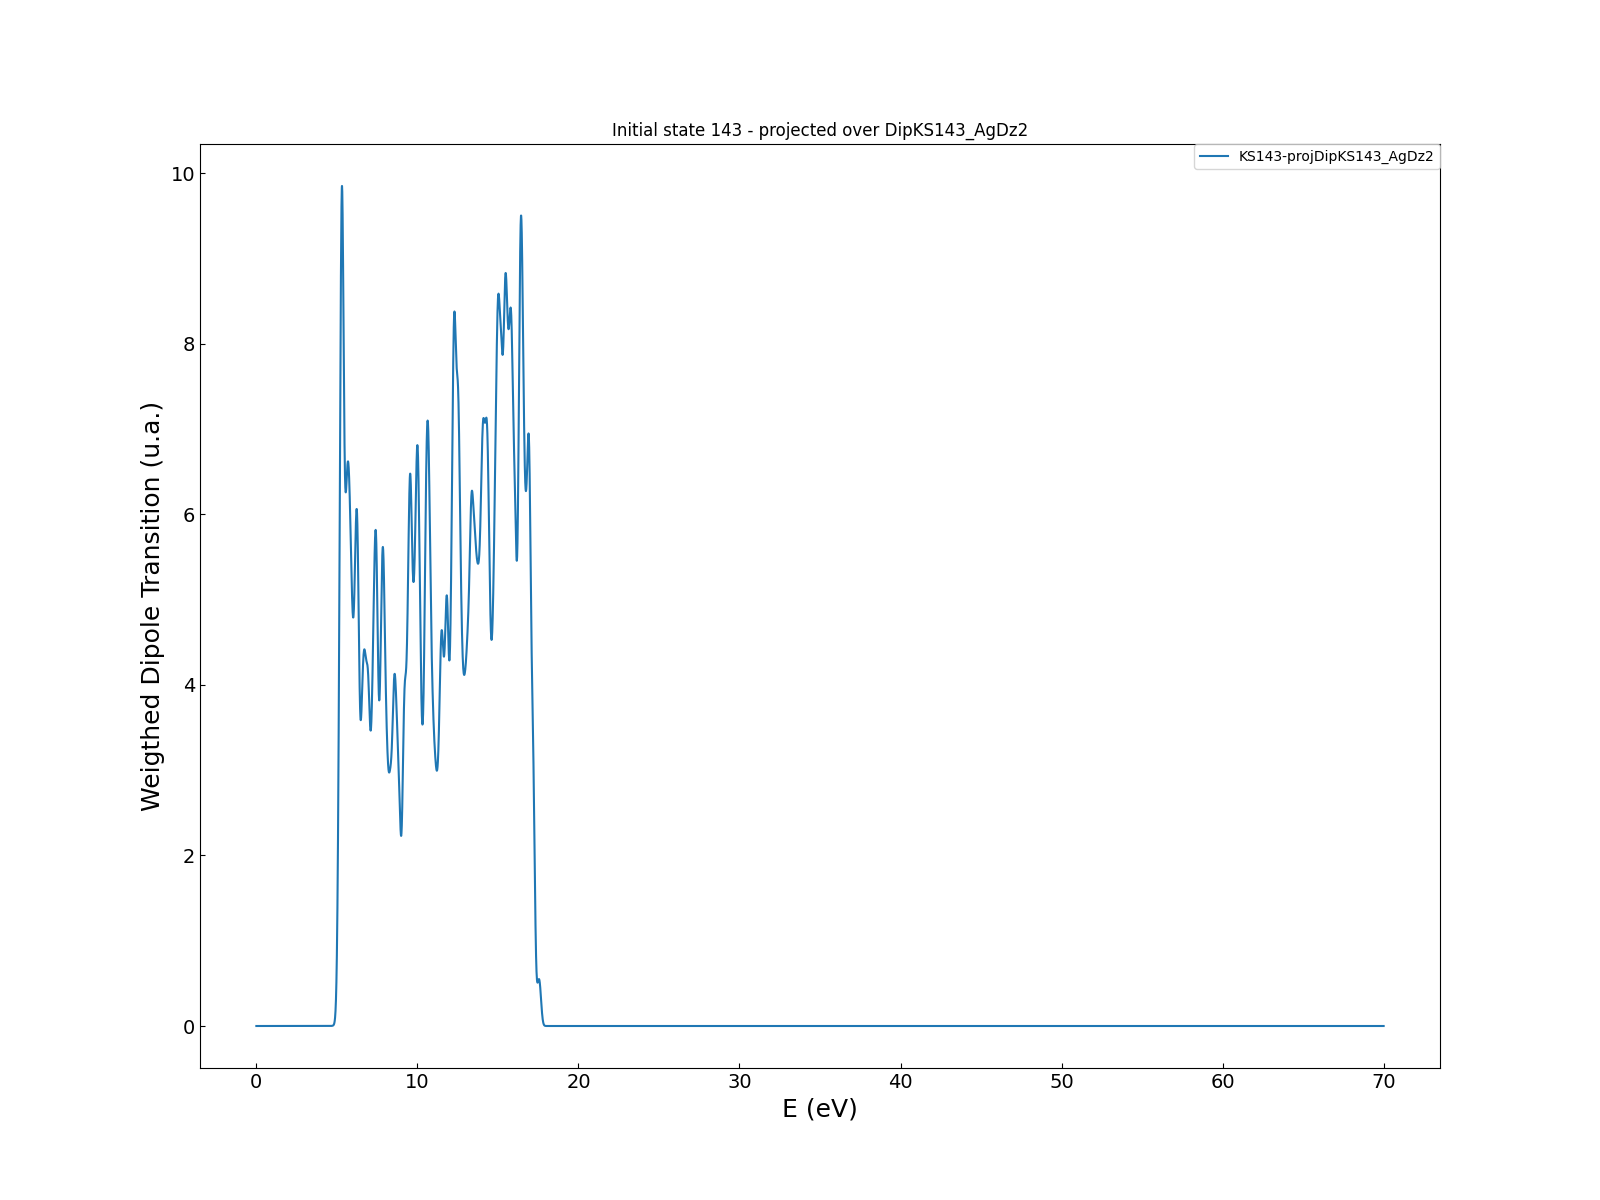 Initial state 143 - projected over DipKS143_AgDz2
KS143-projDipKS143_AgDz2
Weigthed Dipole Transition (u.a.)
10
8
6
4
2
0
0 10 20 30 40 50 60 70
E (eV)